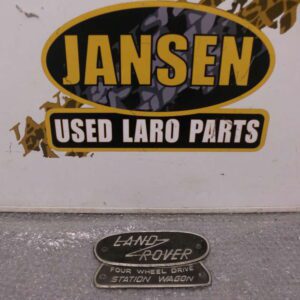 JANSEN
USED LARO PARTS
LAND
ROVER
FOUR WHEEL DRIVE
STATION WAGON